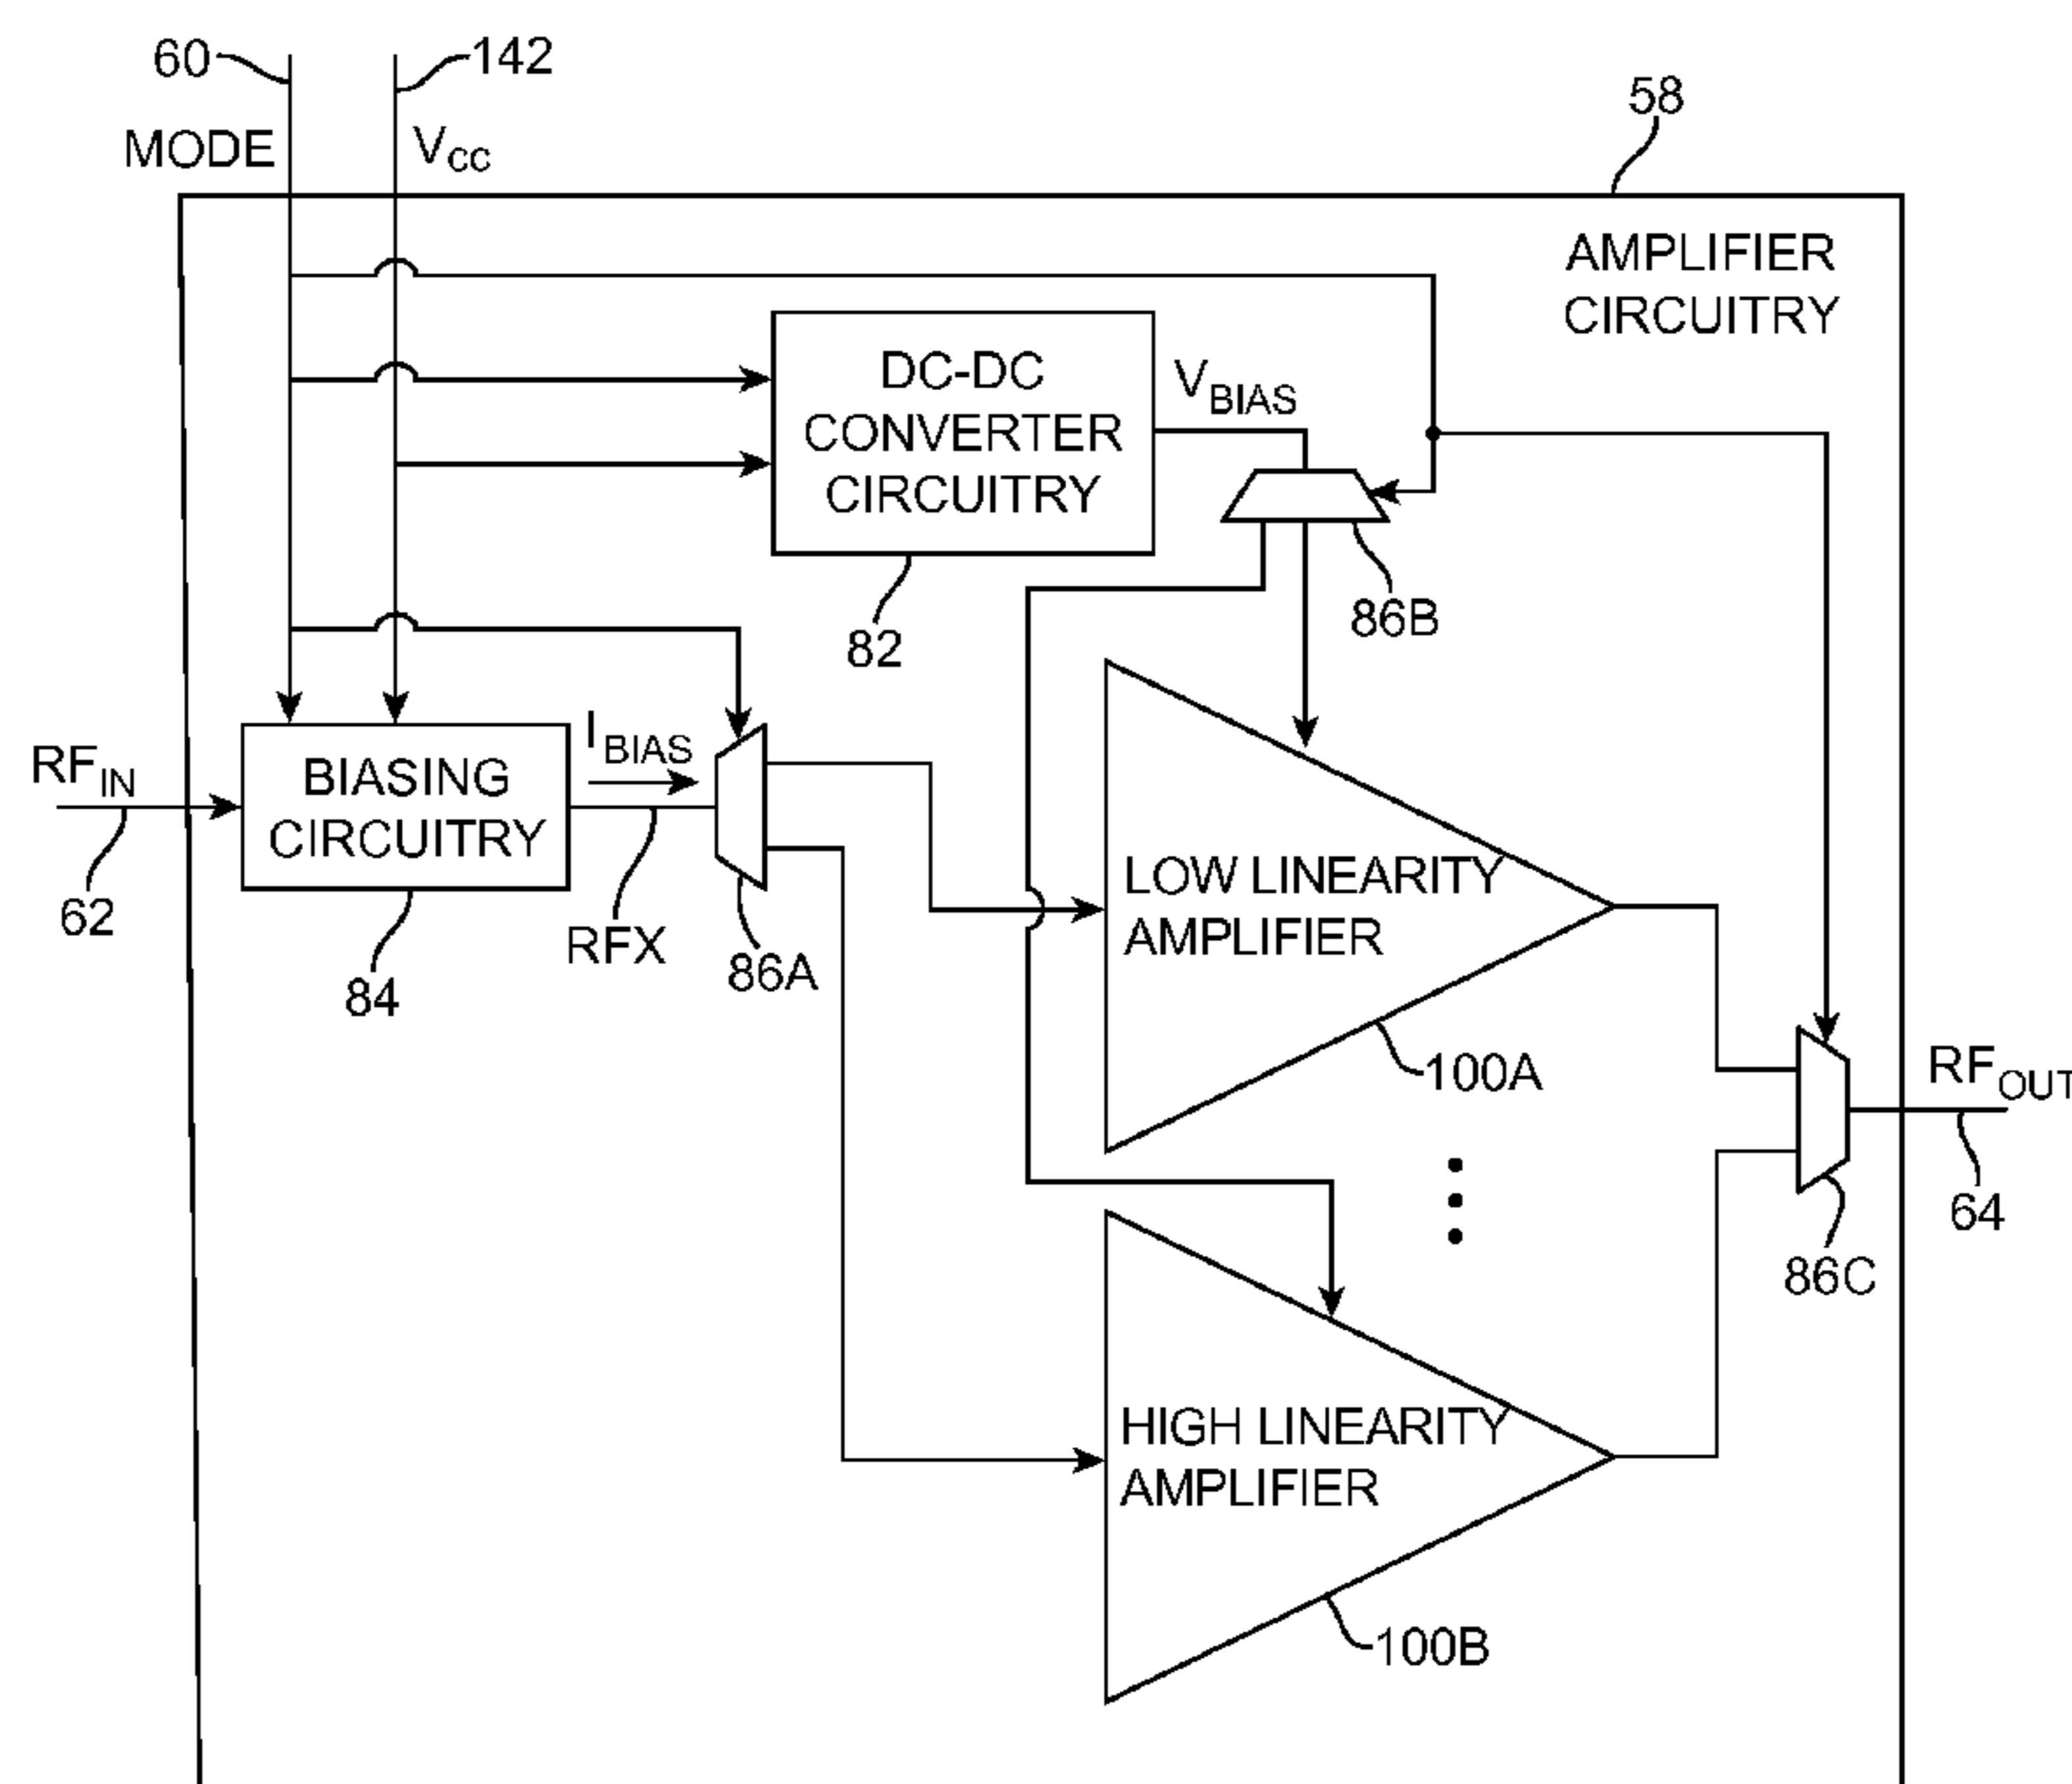 60
142
58
MODE
VCC
AMPLIFIER
CIRCUITRY
DC-DC
CONVERTER
CIRCUITRY
VBIAS
86B
82
RFIN
BIASING
CIRCUITRY
IBIAS
62
84
RFX
86A
LOW LINEARITY
AMPLIFIER
100A
RFOUT
64
86C
HIGH LINEARITY
AMPLIFIER
100B